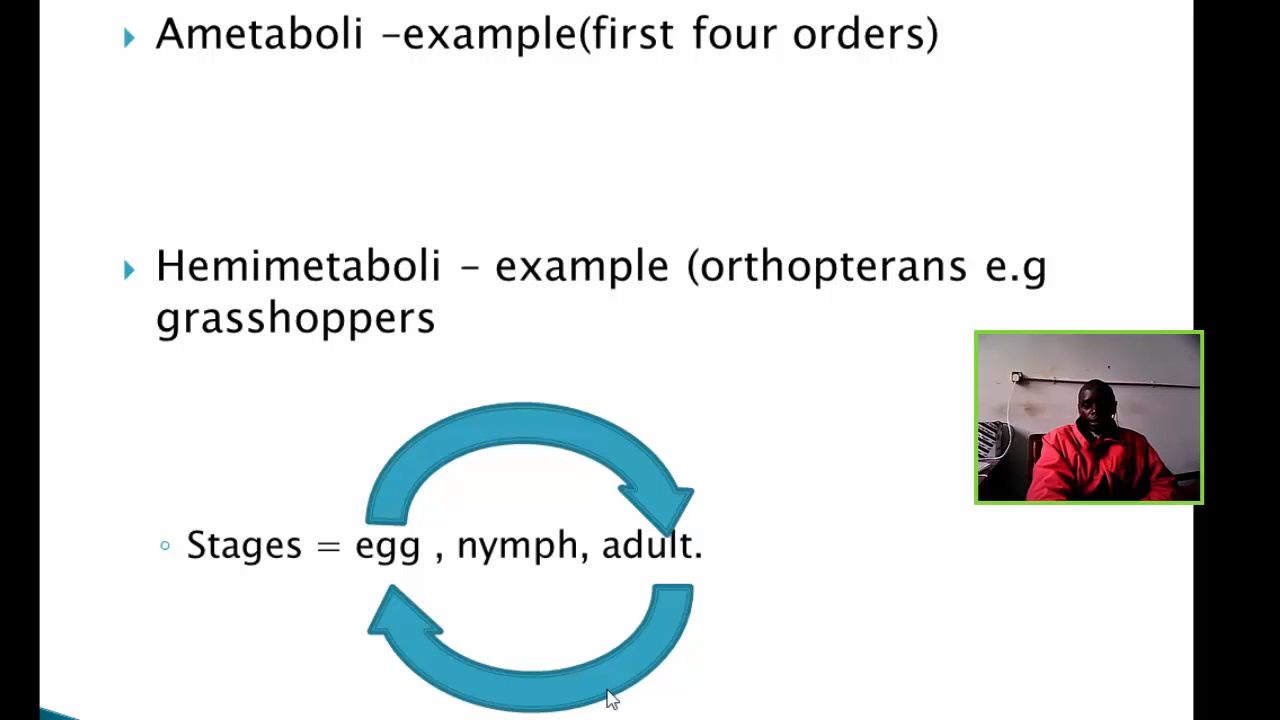 Ametaboli –example(first four orders)
Hemimetaboli – example (orthopterans e.g
grasshoppers
Stages = egg , nymph, adult.